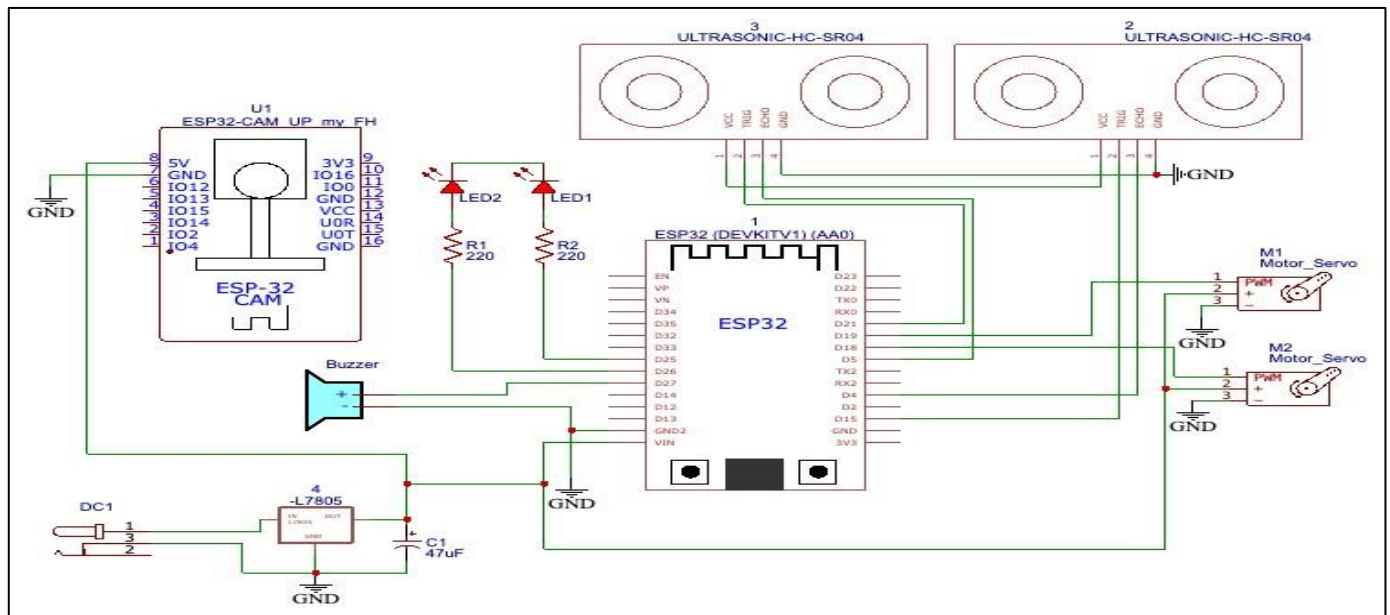 3
ULTRASONIC-HC-SR04
2
ULTRASONIC-HC-SR04
VCC
TRIG
ECHO
GND
1
2
3
4
VCC
TRIG
ECHO
GND
1
2
3
4
GND
U1
ESP32-CAM_UP_my_FH
8 5V
7 GND
6 IO12
5 IO13
4 IO15
3 IO14
2 IO2
1 IO4
3V3 9
IO16 10
IO0 11
GND 12
VCC 13
U0R 14
U0T 15
GND 16
ESP-32
CAM
GND
LED2
LED1
R1
220
R2
220
1
ESP32 (DEVKITV1) (AA0)
EN
VP
VN
D34
D35
D32
D33
D25
D26
D27
D14
D12
D13
GND2
VIN
ESP32
D23
D22
TX0
RX0
D21
D19
D18
D5
TX2
RX2
D4
D2
D15
GND
3V3
M1
Motor_Servo
1 PWM
2 +
3 -
GND
M2
Motor_Servo
1 PWM
2 +
3 -
GND
Buzzer
+
-
GND
DC1
1
3
2
4
-L7805
L7805
OUT
GND
+
C1
47uF
GND